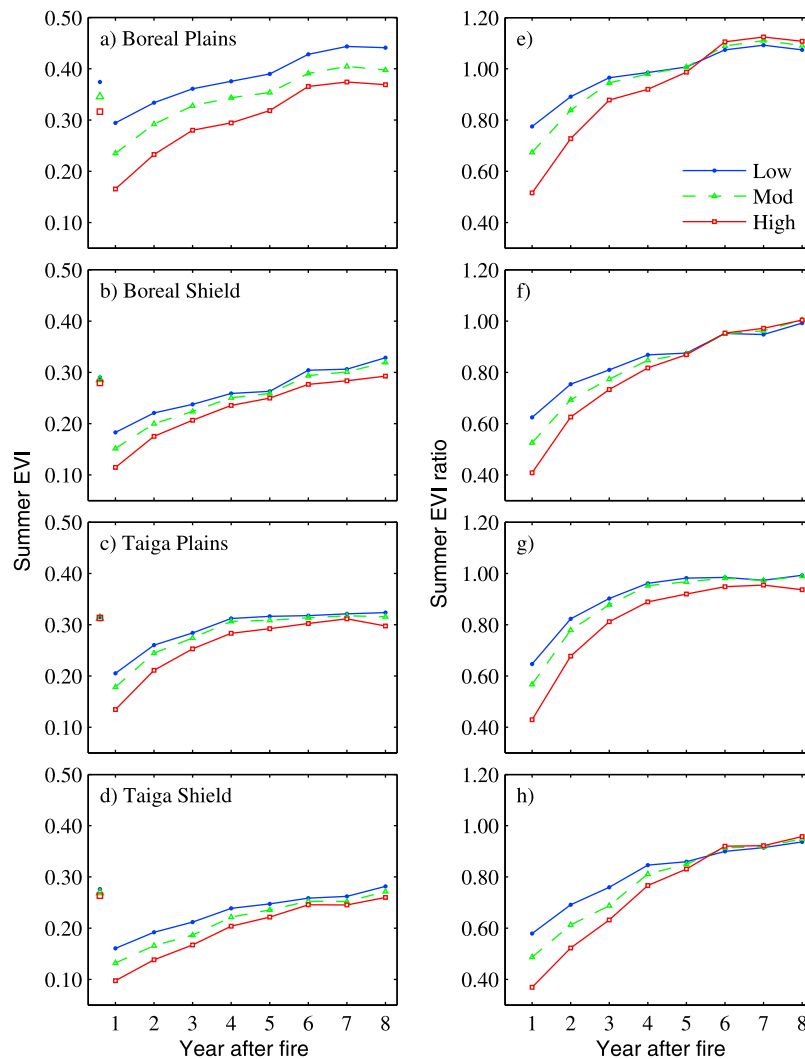 a) Boreal Plains
0.50
0.40
0.30
0.20
0.10
e)
1.20
1.00
0.80
0.60
0.40
Low
Mod
High
b) Boreal Shield
0.50
0.40
0.30
0.20
0.10
f)
1.20
1.00
0.80
0.60
0.40
c) Taiga Plains
0.50
0.40
0.30
0.20
0.10
g)
1.20
1.00
0.80
0.60
0.40
d) Taiga Shield
0.50
0.40
0.30
0.20
0.10
h)
1.20
1.00
0.80
0.60
0.40
Summer EVI
Summer EVI ratio
1 2 3 4 5 6 7 8
Year after fire
1 2 3 4 5 6 7 8
Year after fire